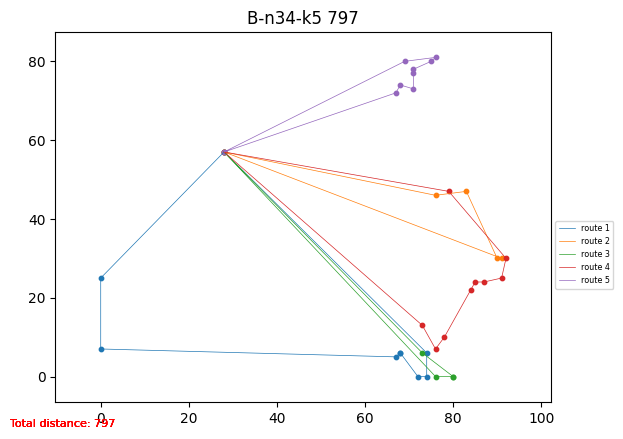 B-n34-k5 797
80
60
40
20
0
0 20 40 60 80 100
route 1
route 2
route 3
route 4
route 5
Total distance: 797